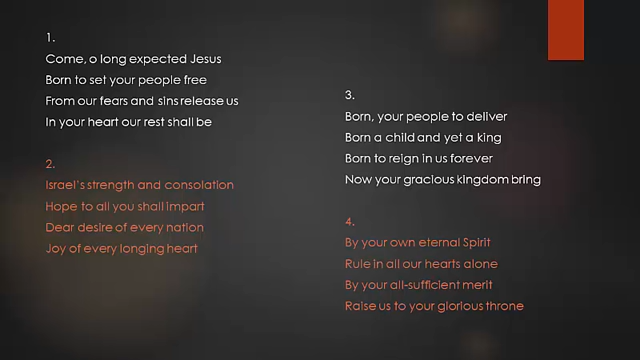 1.
Come, o long expected Jesus
Born to set your people free
From our fears and sins release us
In your heart our rest shall be
2.
Israel's strength and consolation
Hope to all you shall impart
Dear desire of every nation
Joy of every longing heart
3.
Born, your people to deliver
Born a child and yet a king
Born to reign in us forever
Now your gracious kingdom bring
4.
By your own eternal Spirit
Rule in all our hearts alone
By your all-sufficient merit
Raise us to your glorious throne